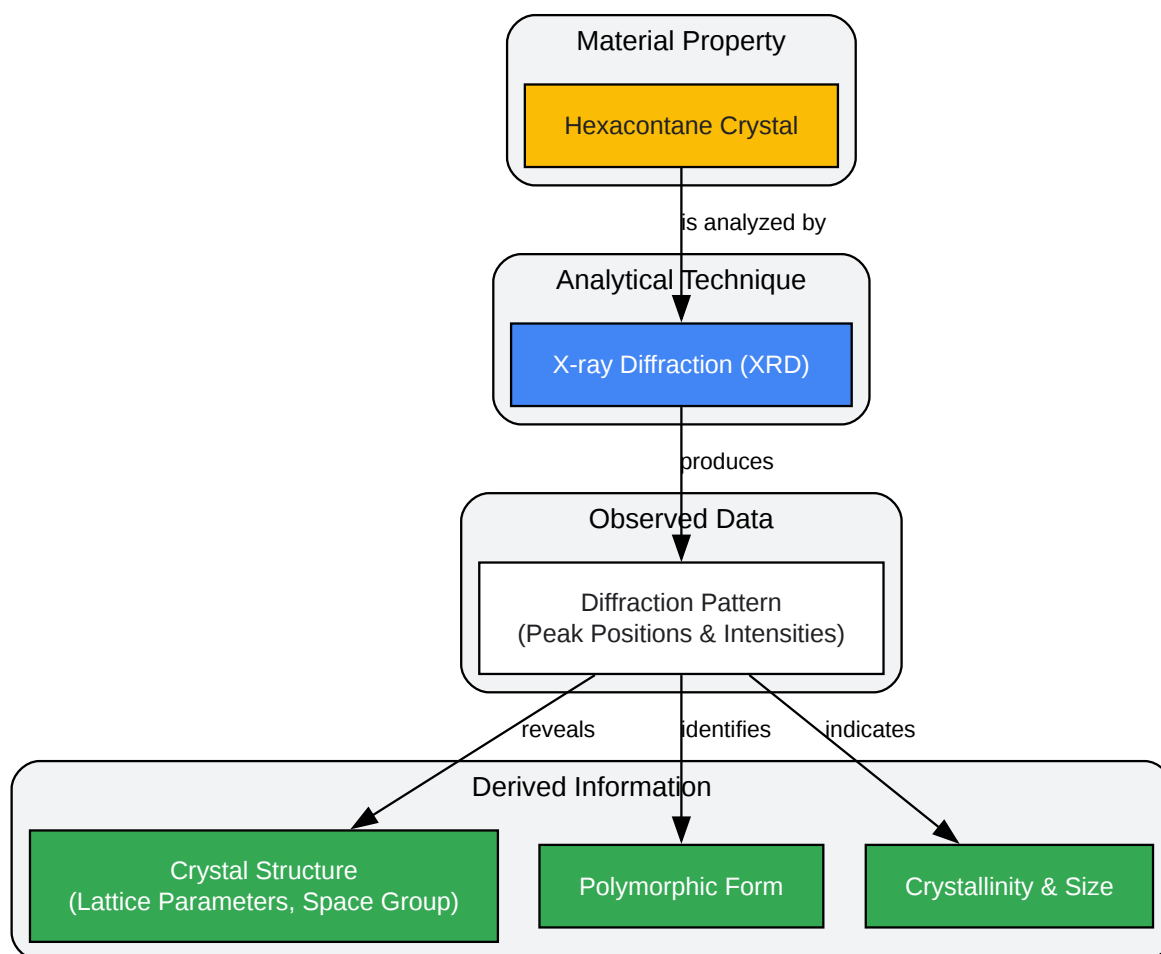 Material Property
Hexacontane Crystal
is analyzed by
Analytical Technique
X-ray Diffraction (XRD)
produces
Observed Data
Diffraction Pattern
(Peak Positions & Intensities)
reveals
identifies
indicates
Derived Information
Crystal Structure
(Lattice Parameters, Space Group)
Polymorphic Form
Crystallinity & Size